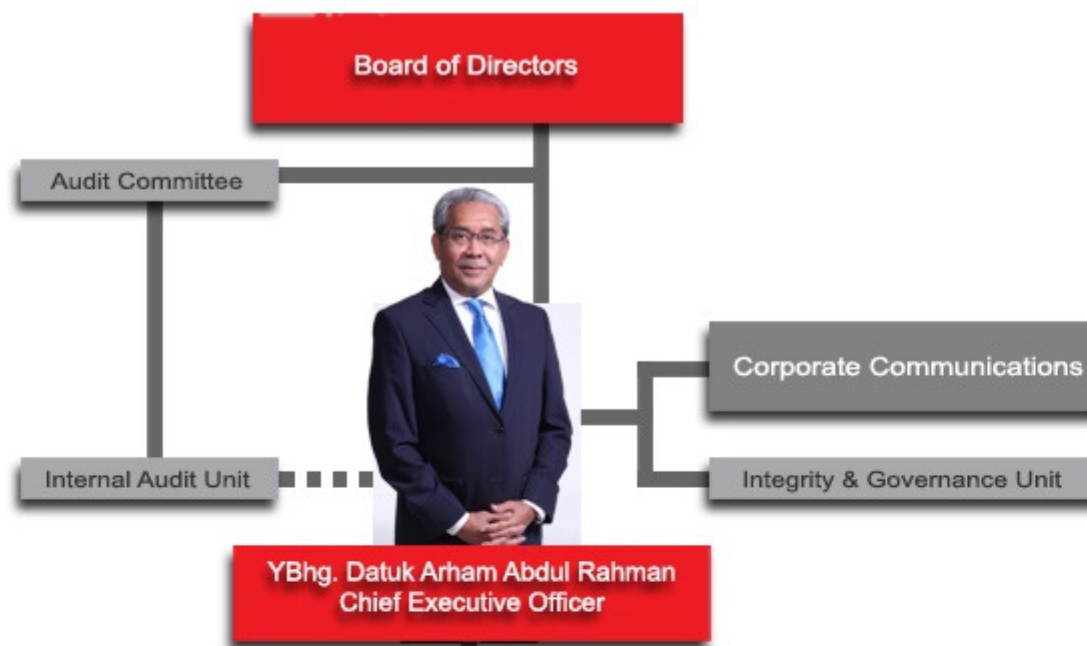 Board of Directors
Audit Committee
Corporate Communications
Internal Audit Unit
Integrity & Governance Unit
YBhg. Datuk Arham Abdul Rahman
Chief Executive Officer